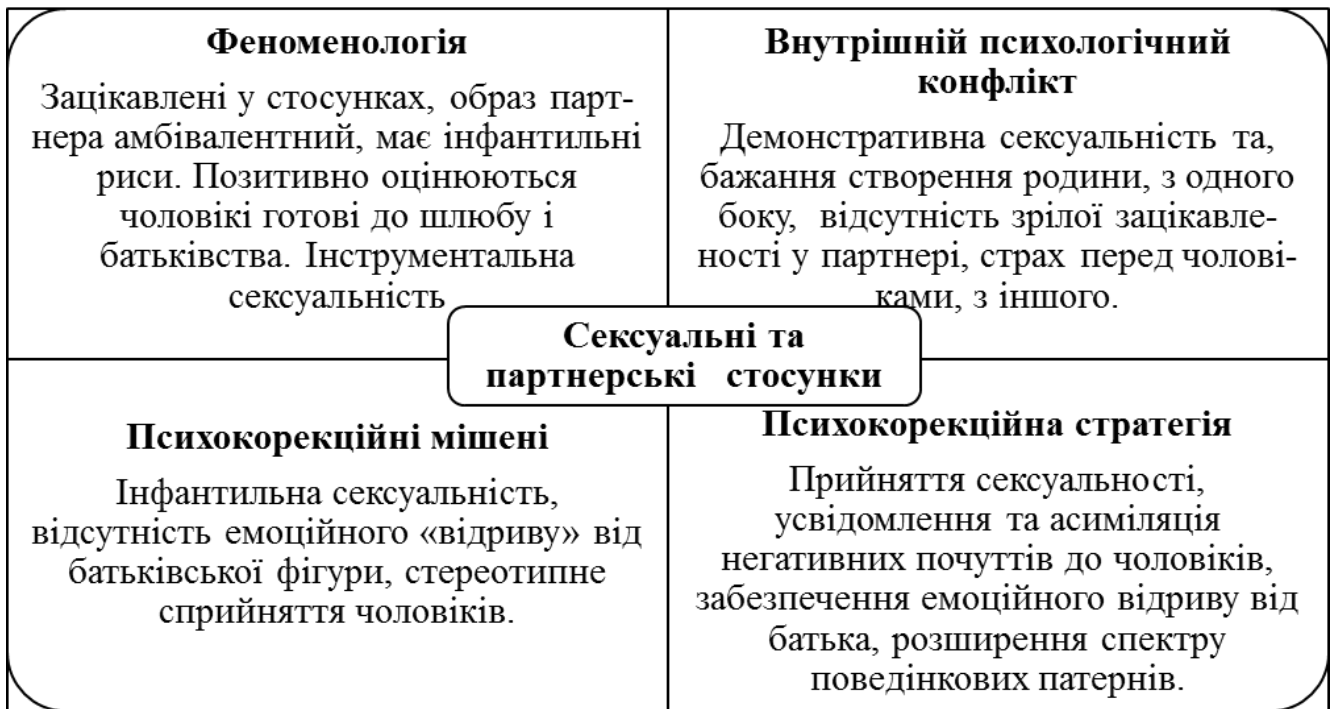 Феноменологія
Зацікавлені у стосунках, образ парт-
нера амбівалентний, має інфантильні
риси. Позитивно оцінюються
чоловікі готові до шлюбу і
батьківства. Інструментальна
сексуальність
Внутрішній психологічний
конфлікт
Демонстративна сексуальність та,
бажання створення родини, з одного
боку, відсутність зрілої зацікавле-
ності у партнері, страх перед чолові-
ками, з іншого.
Сексуальні та
партнерські стосунки
Психокорекційні мішені
Інфантильна сексуальність,
відсутність емоційного «відриву» від
батьківської фігури, стереотипне
сприйняття чоловіків.
Психокорекційна стратегія
Прийняття сексуальності,
усвідомлення та асиміляція
негативних почуттів до чоловіків,
забезпечення емоційного відриву від
батька, розширення спектру
поведінкових патернів.